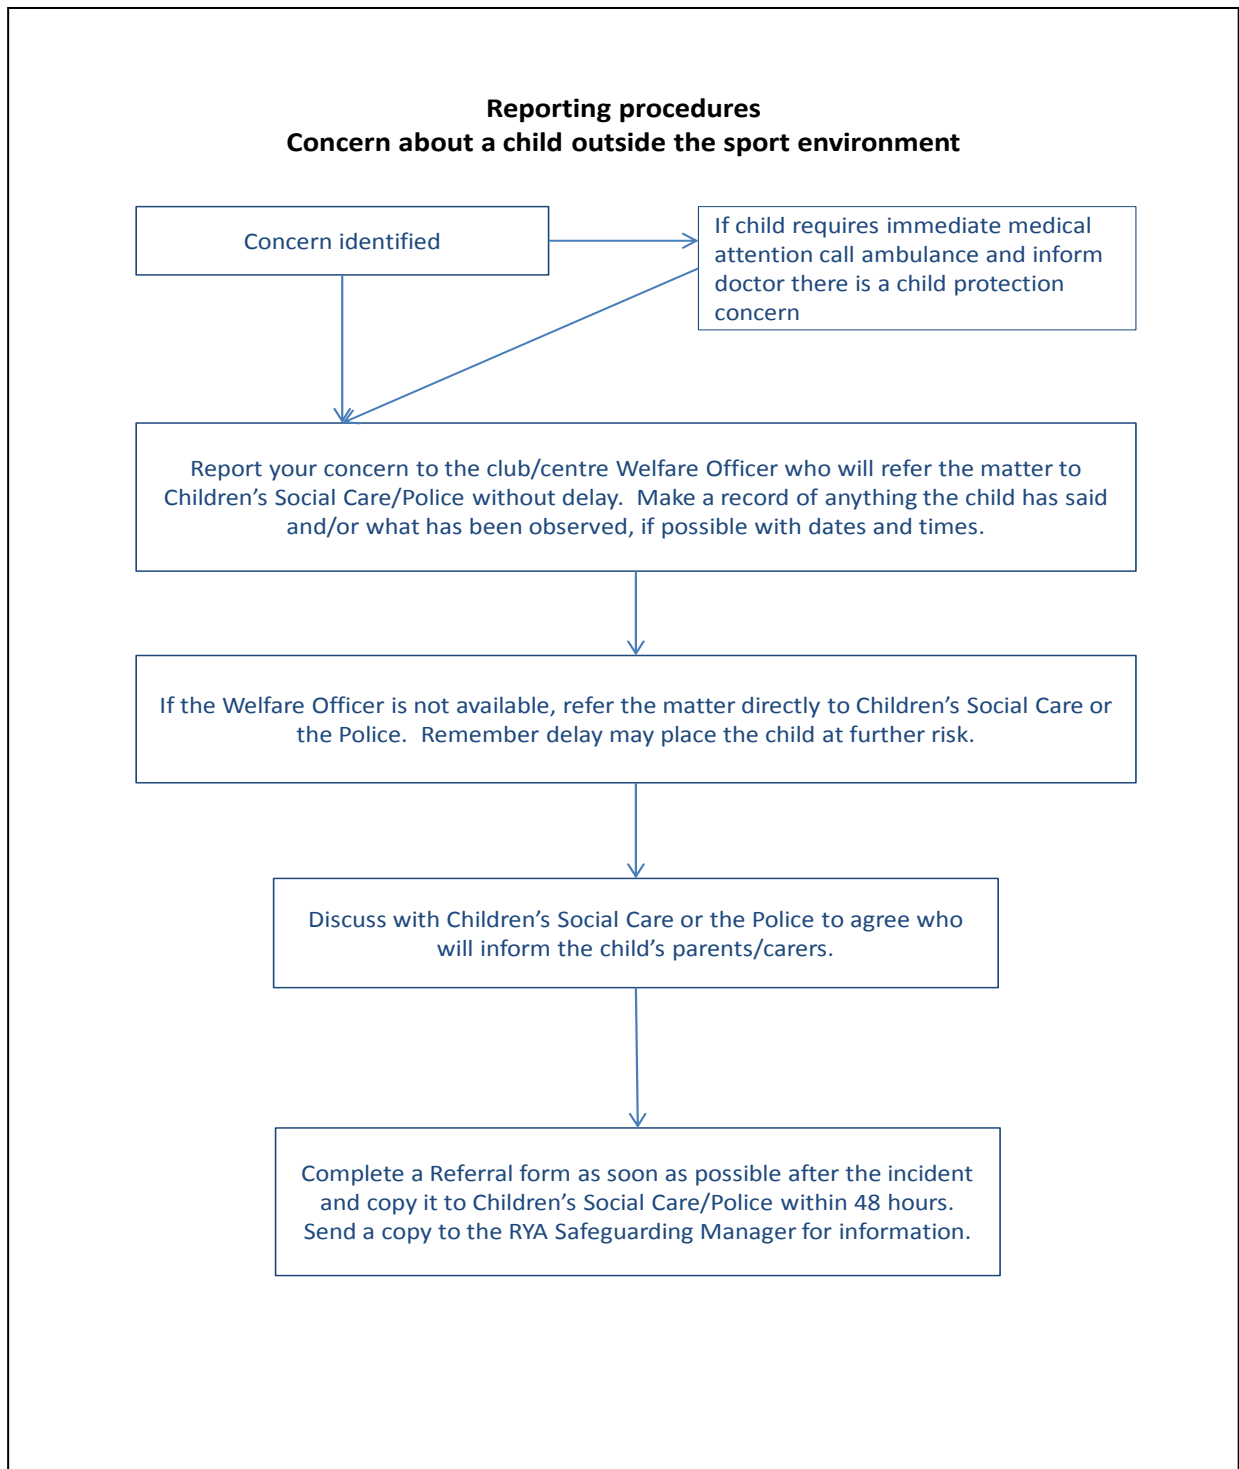 Reporting procedures
Concern about a child outside the sport environment
Concern identified
If child requires immediate medical
attention call ambulance and inform
doctor there is a child protection
concern
Report your concern to the club/centre Welfare Officer who will refer the matter to
Children’s Social Care/Police without delay.  Make a record of anything the child has said
and/or what has been observed, if possible with dates and times.
If the Welfare Officer is not available, refer the matter directly to Children’s Social Care or
the Police.  Remember delay may place the child at further risk.
Discuss with Children’s Social Care or the Police to agree who
will inform the child’s parents/carers.
Complete a Referral form as soon as possible after the incident
and copy it to Children’s Social Care/Police within 48 hours.
Send a copy to the RYA Safeguarding Manager for information.